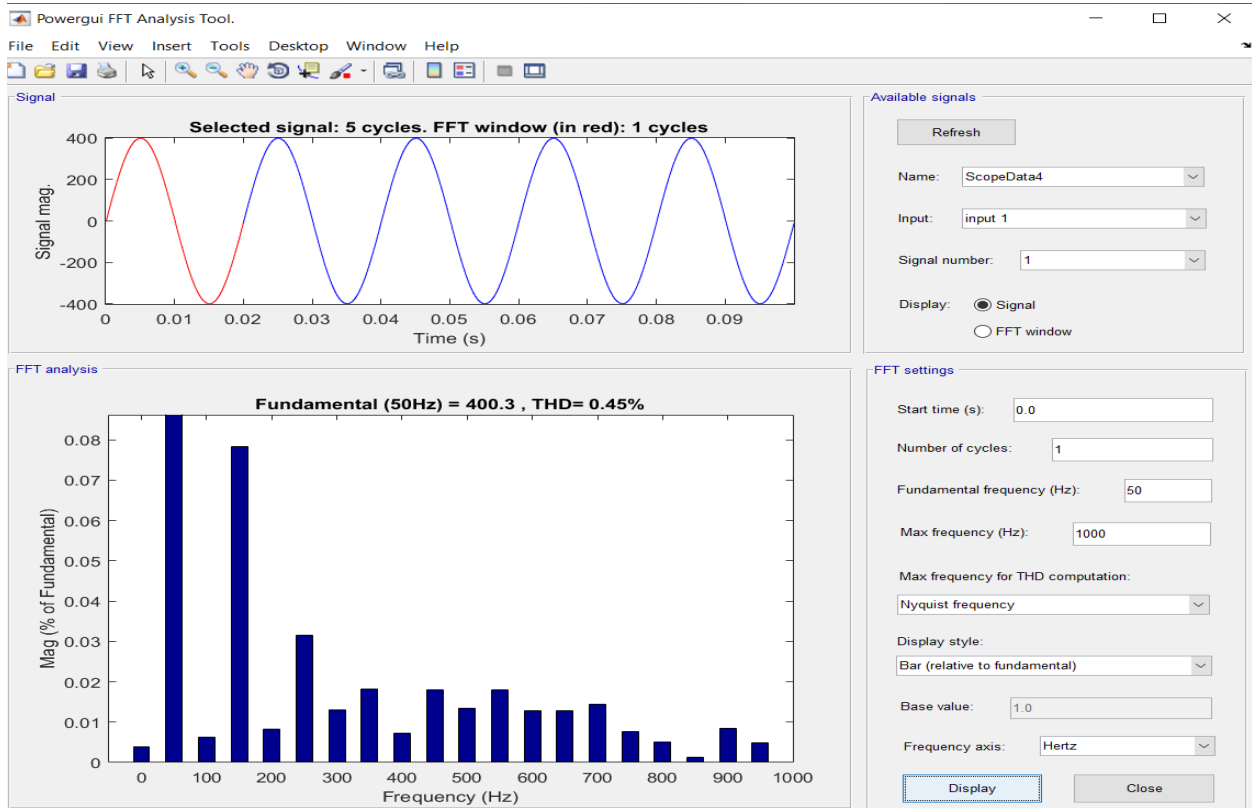 Powergui FFT Analysis Tool.
File Edit View Insert Tools Desktop Window Help
Signal
Selected signal: 5 cycles. FFT window (in red): 1 cycles
400
200
0
-200
-400
Signal mag.
0 0.01 0.02 0.03 0.04 0.05 0.06 0.07 0.08 0.09
Time (s)
Available signals
Refresh
Name: ScopeData4
Input: input 1
Signal number: 1
Display: Signal
FFT window
FFT analysis
Fundamental (50Hz) = 400.3 , THD= 0.45%
0.08
0.07
0.06
0.05
0.04
0.03
0.02
0.01
0
Mag (% of Fundamental)
0 100 200 300 400 500 600 700 800 900 1000
Frequency (Hz)
FFT settings
Start time (s): 0.0
Number of cycles: 1
Fundamental frequency (Hz): 50
Max frequency (Hz): 1000
Max frequency for THD computation:
Nyquist frequency
Display style:
Bar (relative to fundamental)
Base value: 1.0
Frequency axis: Hertz
Display Close